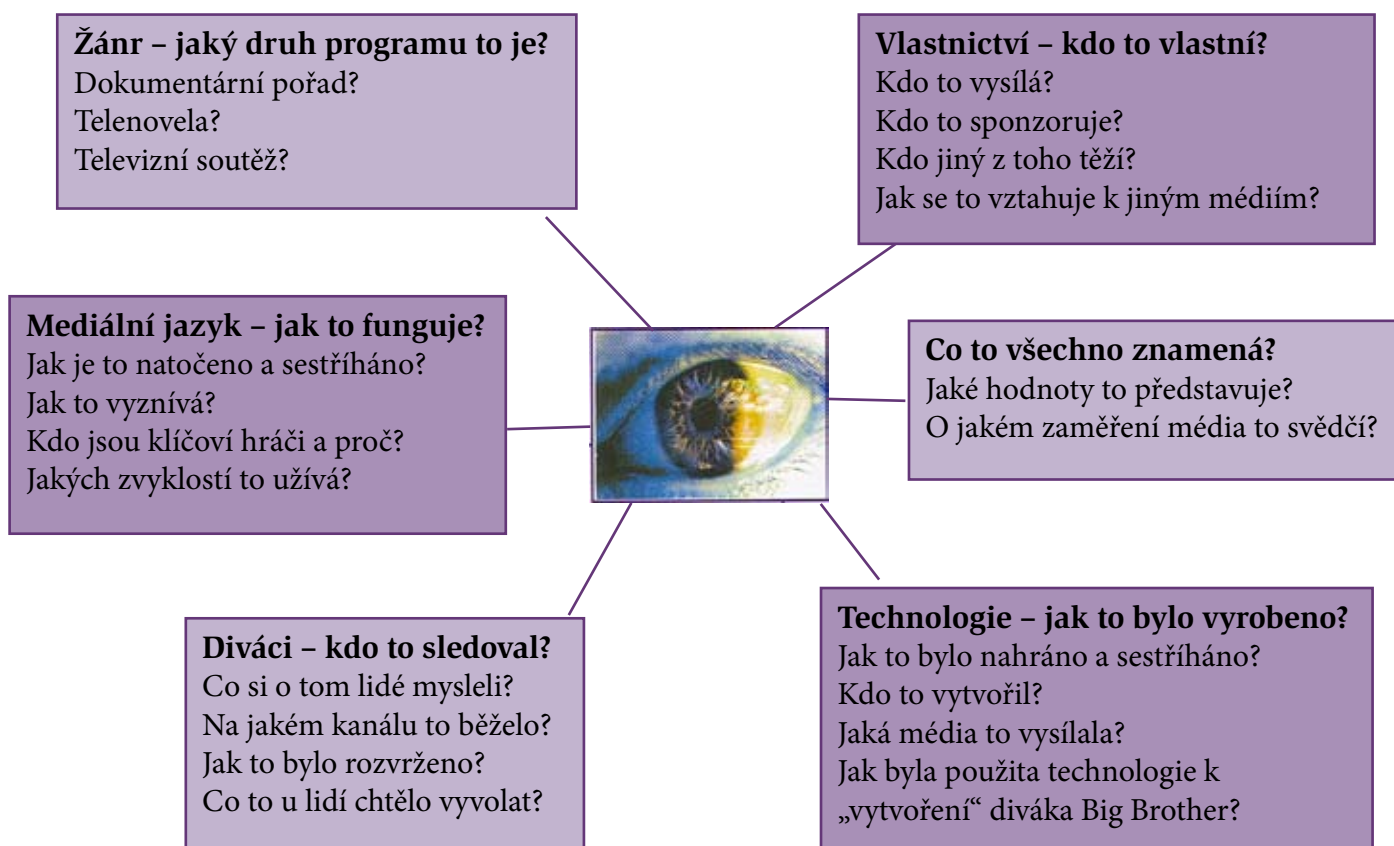 Žánr – jaký druh programu to je?
Dokumentární pořad?
Telenovela?
Televizní soutěž?
Vlastnictví – kdo to vlastní?
Kdo to vysílá?
Kdo to sponzoruje?
Kdo jiný z toho těží?
Jak se to vztahuje k jiným médiím?
Mediální jazyk – jak to funguje?
Jak je to natočeno a sestříháno?
Jak to vyznívá?
Kdo jsou klíčoví hráči a proč?
Jakých zvyklostí to užívá?
Co to všechno znamená?
Jaké hodnoty to představuje?
O jakém zaměření média to svědčí?
Diváci – kdo to sledoval?
Co si o tom lidé mysleli?
Na jakém kanálu to běželo?
Jak to bylo rozvrženo?
Co to u lidí chtělo vyvolat?
Technologie – jak to bylo vyrobeno?
Jak to bylo nahráno a sestříháno?
Kdo to vytvořil?
Jaká média to vysílala?
Jak byla použita technologie k
„vytvoření“ diváka Big Brother?